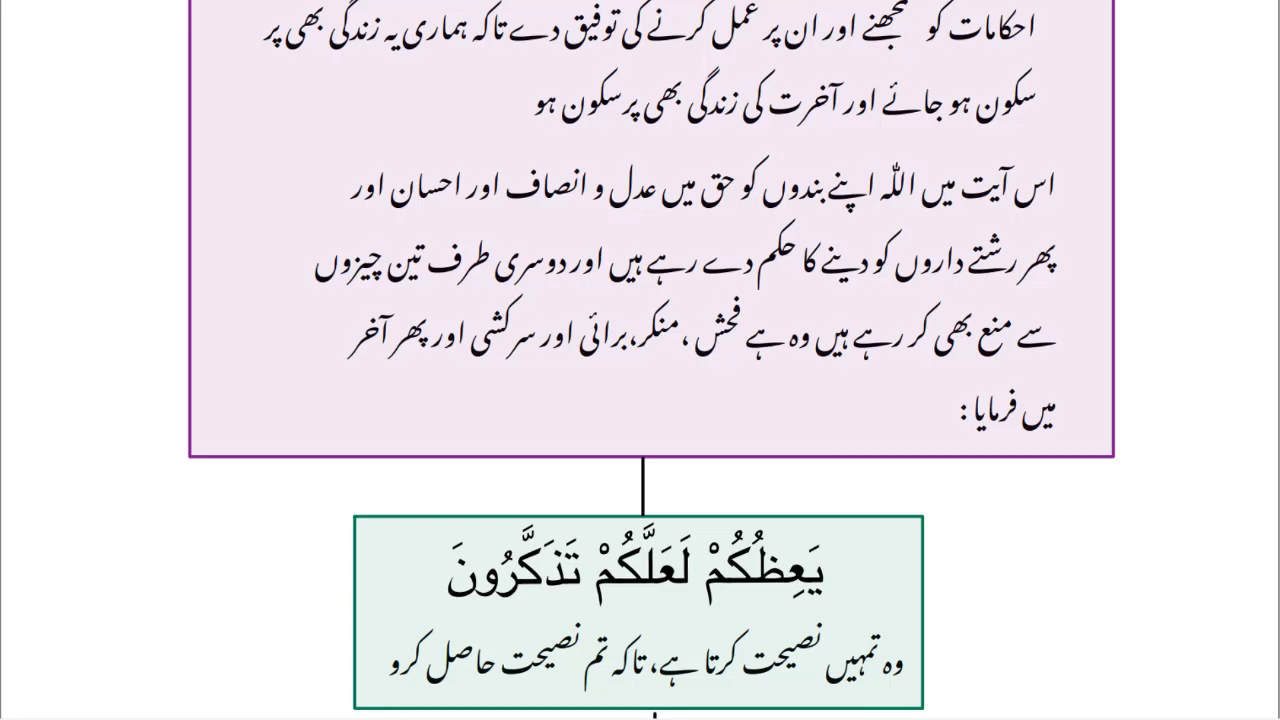 احکامات کو سمجھنے اور ان پر عمل کرنے کی توفیق دے تاکہ ہماری یہ زندگی بھی پر
سکون ہو جائے اور آخرت کی زندگی بھی پرسکون ہو
اس آیت میں اللہ اپنے بندوں کو حق میں عدل و انصاف اور احسان اور
پھر رشتے داروں کو دینے کا حکم دے رہے ہیں اور دوسری طرف تین چیزوں
سے منع بھی کر رہے ہیں وہ ہے فحش ،منکر،برائی اور سرکشی اور پھر آخر
میں فرمایا :
يَعِظُكُمْ لَعَلَّكُمْ تَذَكَّرُونَ
وہ تمہیں نصیحت کرتا ہے، تاکہ تم نصیحت حاصل کرو